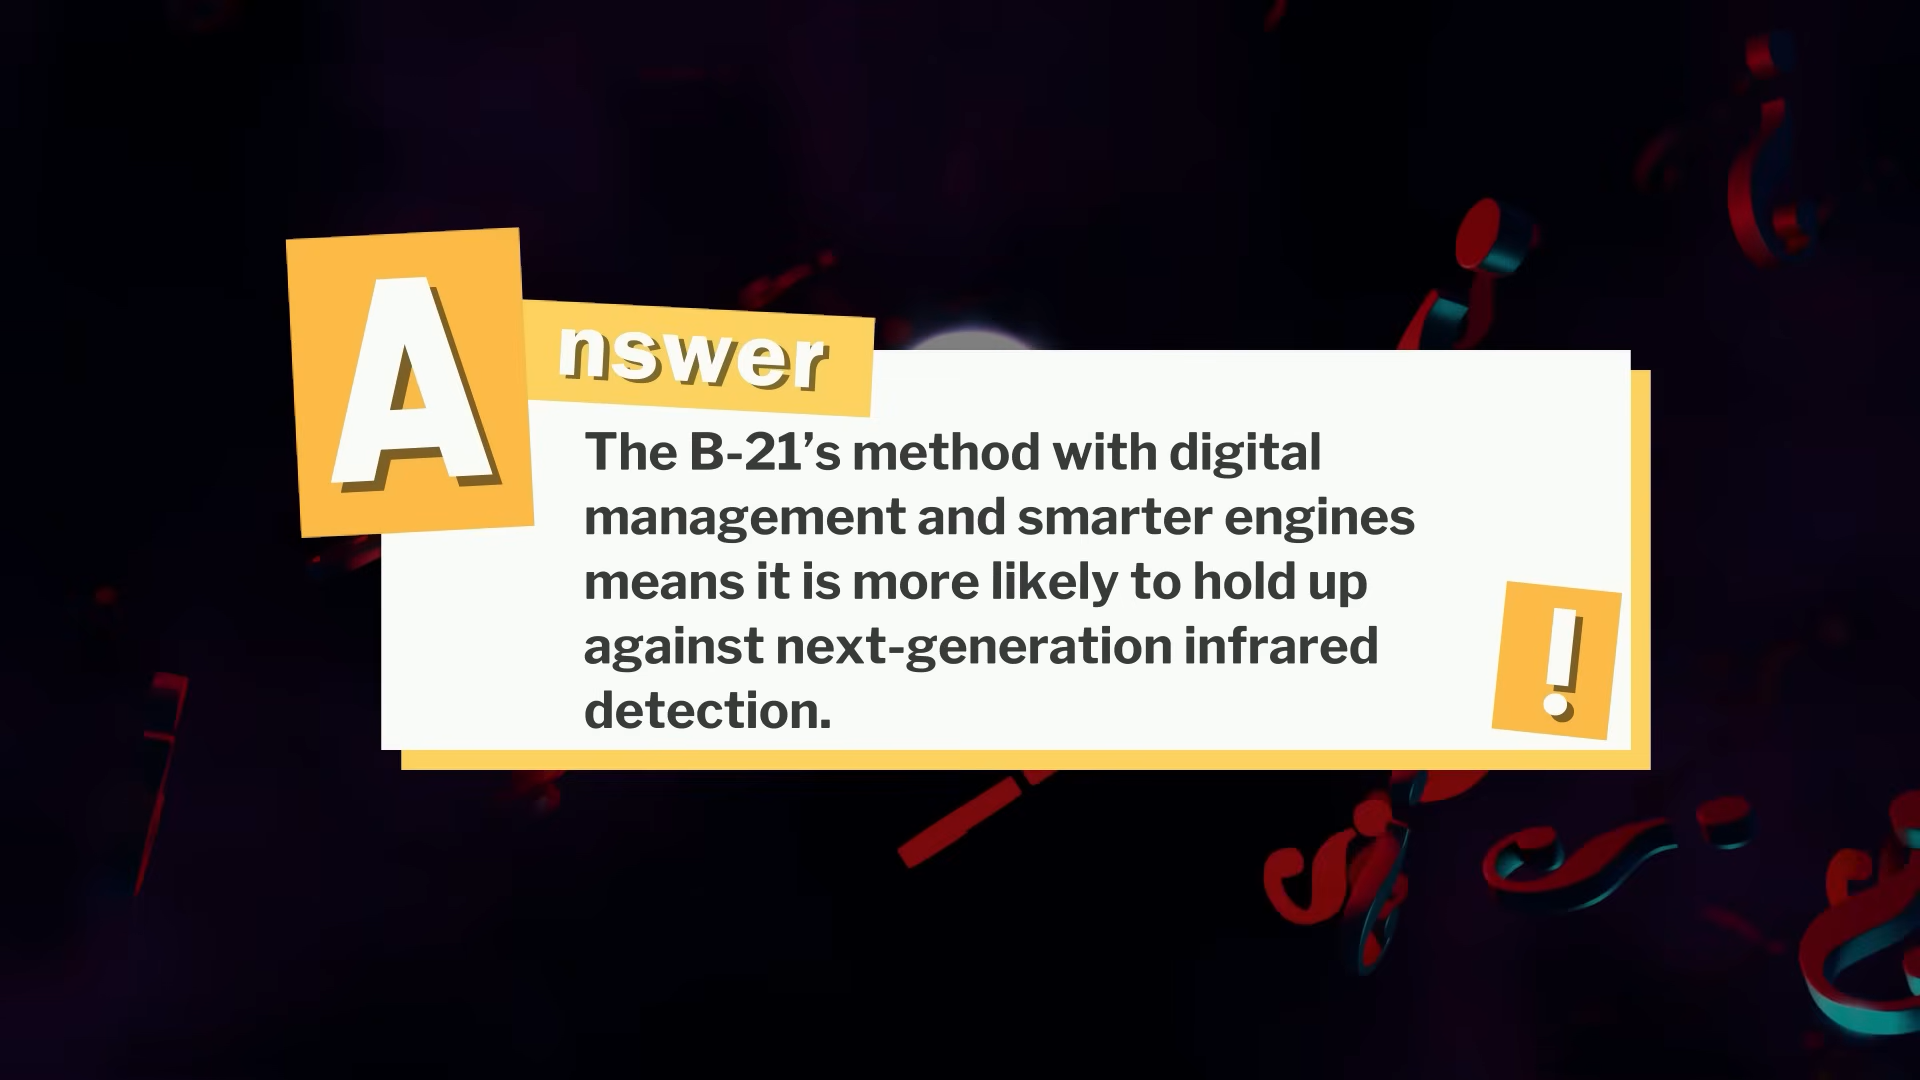 Answer
The B-21’s method with digital
management and smarter engines
means it is more likely to hold up
against next-generation infrared
detection.
!